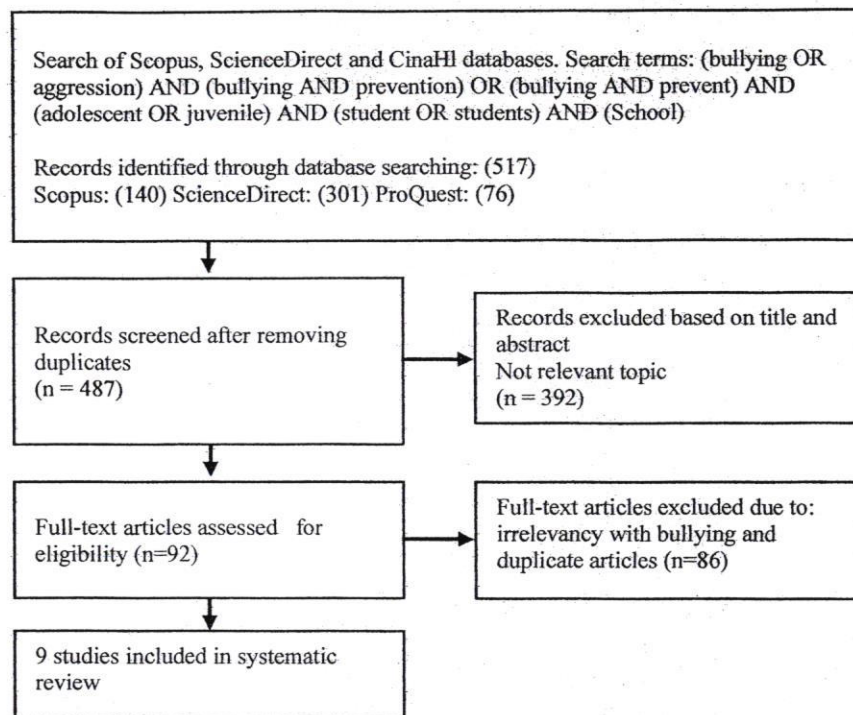 Search of Scopus, ScienceDirect and CinaHl databases. Search terms: (bullying OR
aggression) AND (bullying AND prevention) OR (bullying AND prevent) AND
(adolescent OR juvenile) AND (student OR students) AND (School)
Records identified through database searching: (517)
Scopus: (140) ScienceDirect: (301) ProQuest: (76)
Records screened after removing
duplicates
(n = 487)
Records excluded based on title and
abstract
Not relevant topic
(n = 392)
Full-text articles assessed for
eligibility (n=92)
Full-text articles excluded due to:
irrelevancy with bullying and
duplicate articles (n=86)
9 studies included in systematic
review